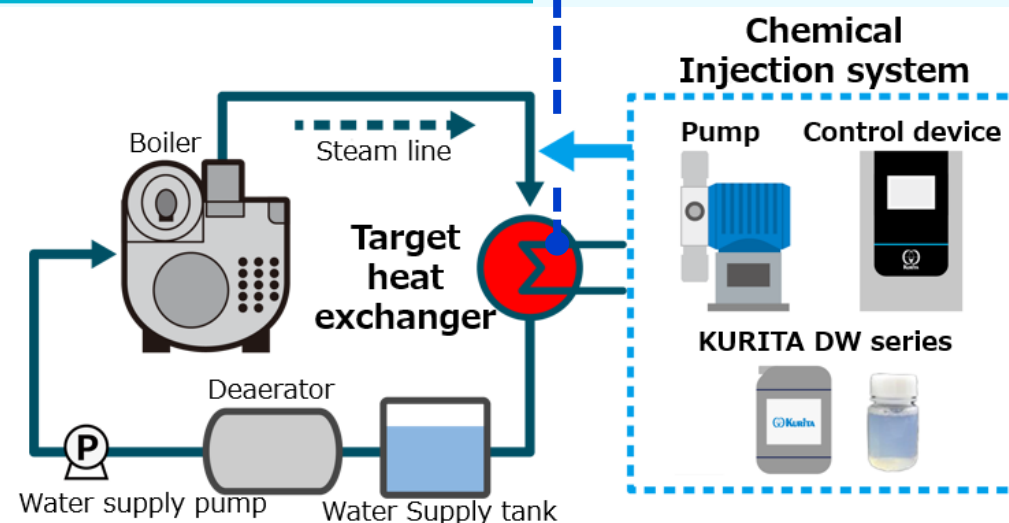 Chemical
Injection system
Pump
Control device
Boiler
Steam line
KURITA
Target
heat
exchanger
KURITA DW series
Deaerator
KURITA
P
Water supply pump
Water Supply tank